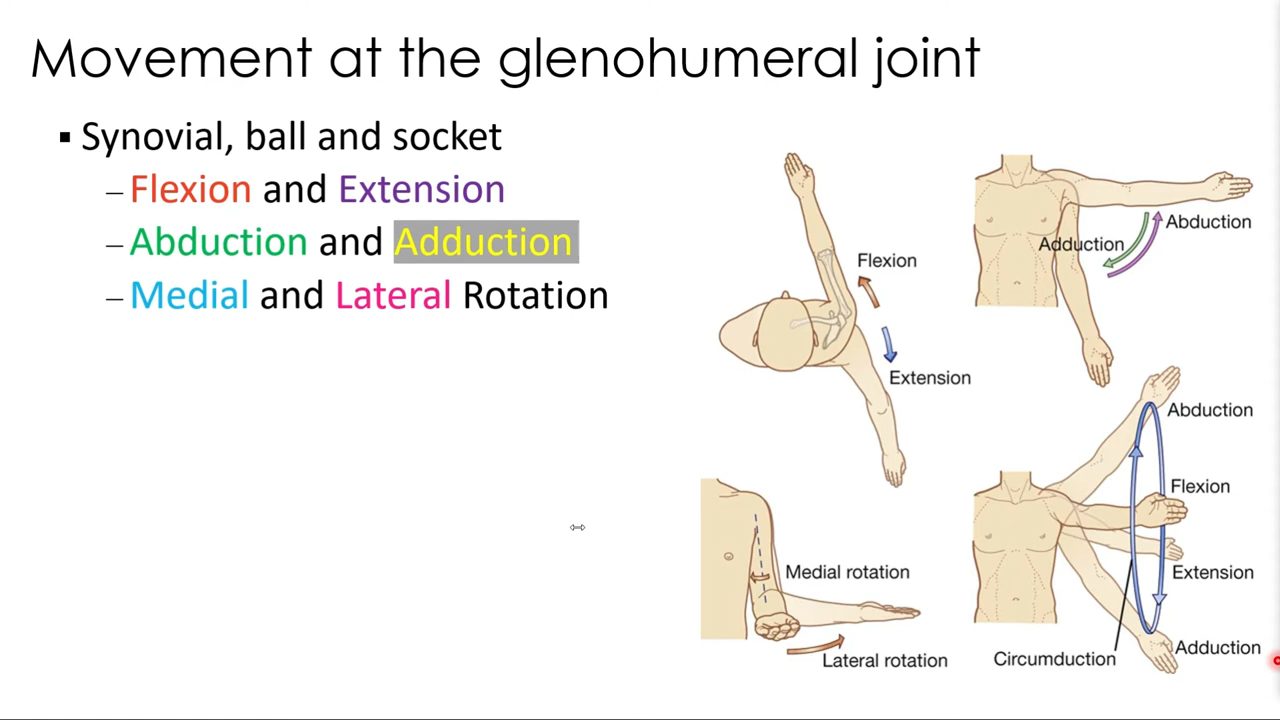 Movement at the glenohumeral joint
▪ Synovial, ball and socket
– Flexion and Extension
– Abduction and Adduction
– Medial and Lateral Rotation
Flexion
Extension
Abduction
Adduction
Medial rotation
Lateral rotation
Abduction
Flexion
Extension
Adduction
Circumduction